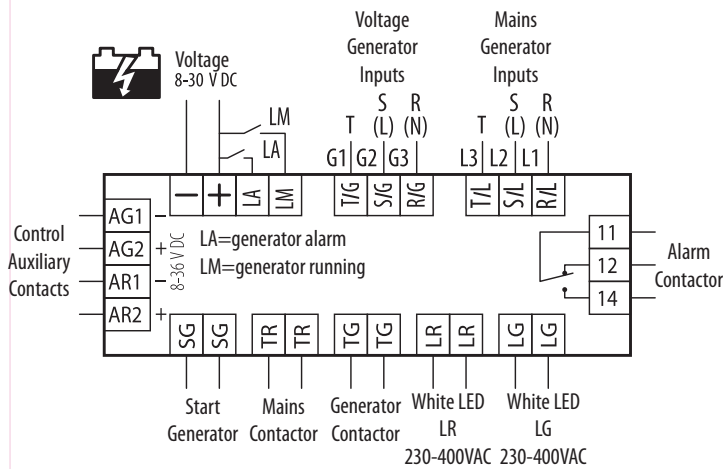 Voltage
8-30 V DC
Voltage
Generator
Inputs
Mains
Generator
Inputs
T
S
(L)
R
(N)
T
S
(L)
R
(N)
LM
LA
G1 G2 G3
L3 L2 L1
− + LA LM
T/G S/G R/G
T/L S/L R/L
Control
Auxiliary
Contacts
AG1 −
AG2 +
AR1 −
AR2 +
8-36 V DC
LA=generator alarm
LM=generator running
11
12
14
Alarm
Contactor
SG SG TR TR TG TG LR LR LG LG
Start
Generator
Mains
Contactor
Generator
Contactor
White LED
LR
230-400VAC
White LED
LG
230-400VAC